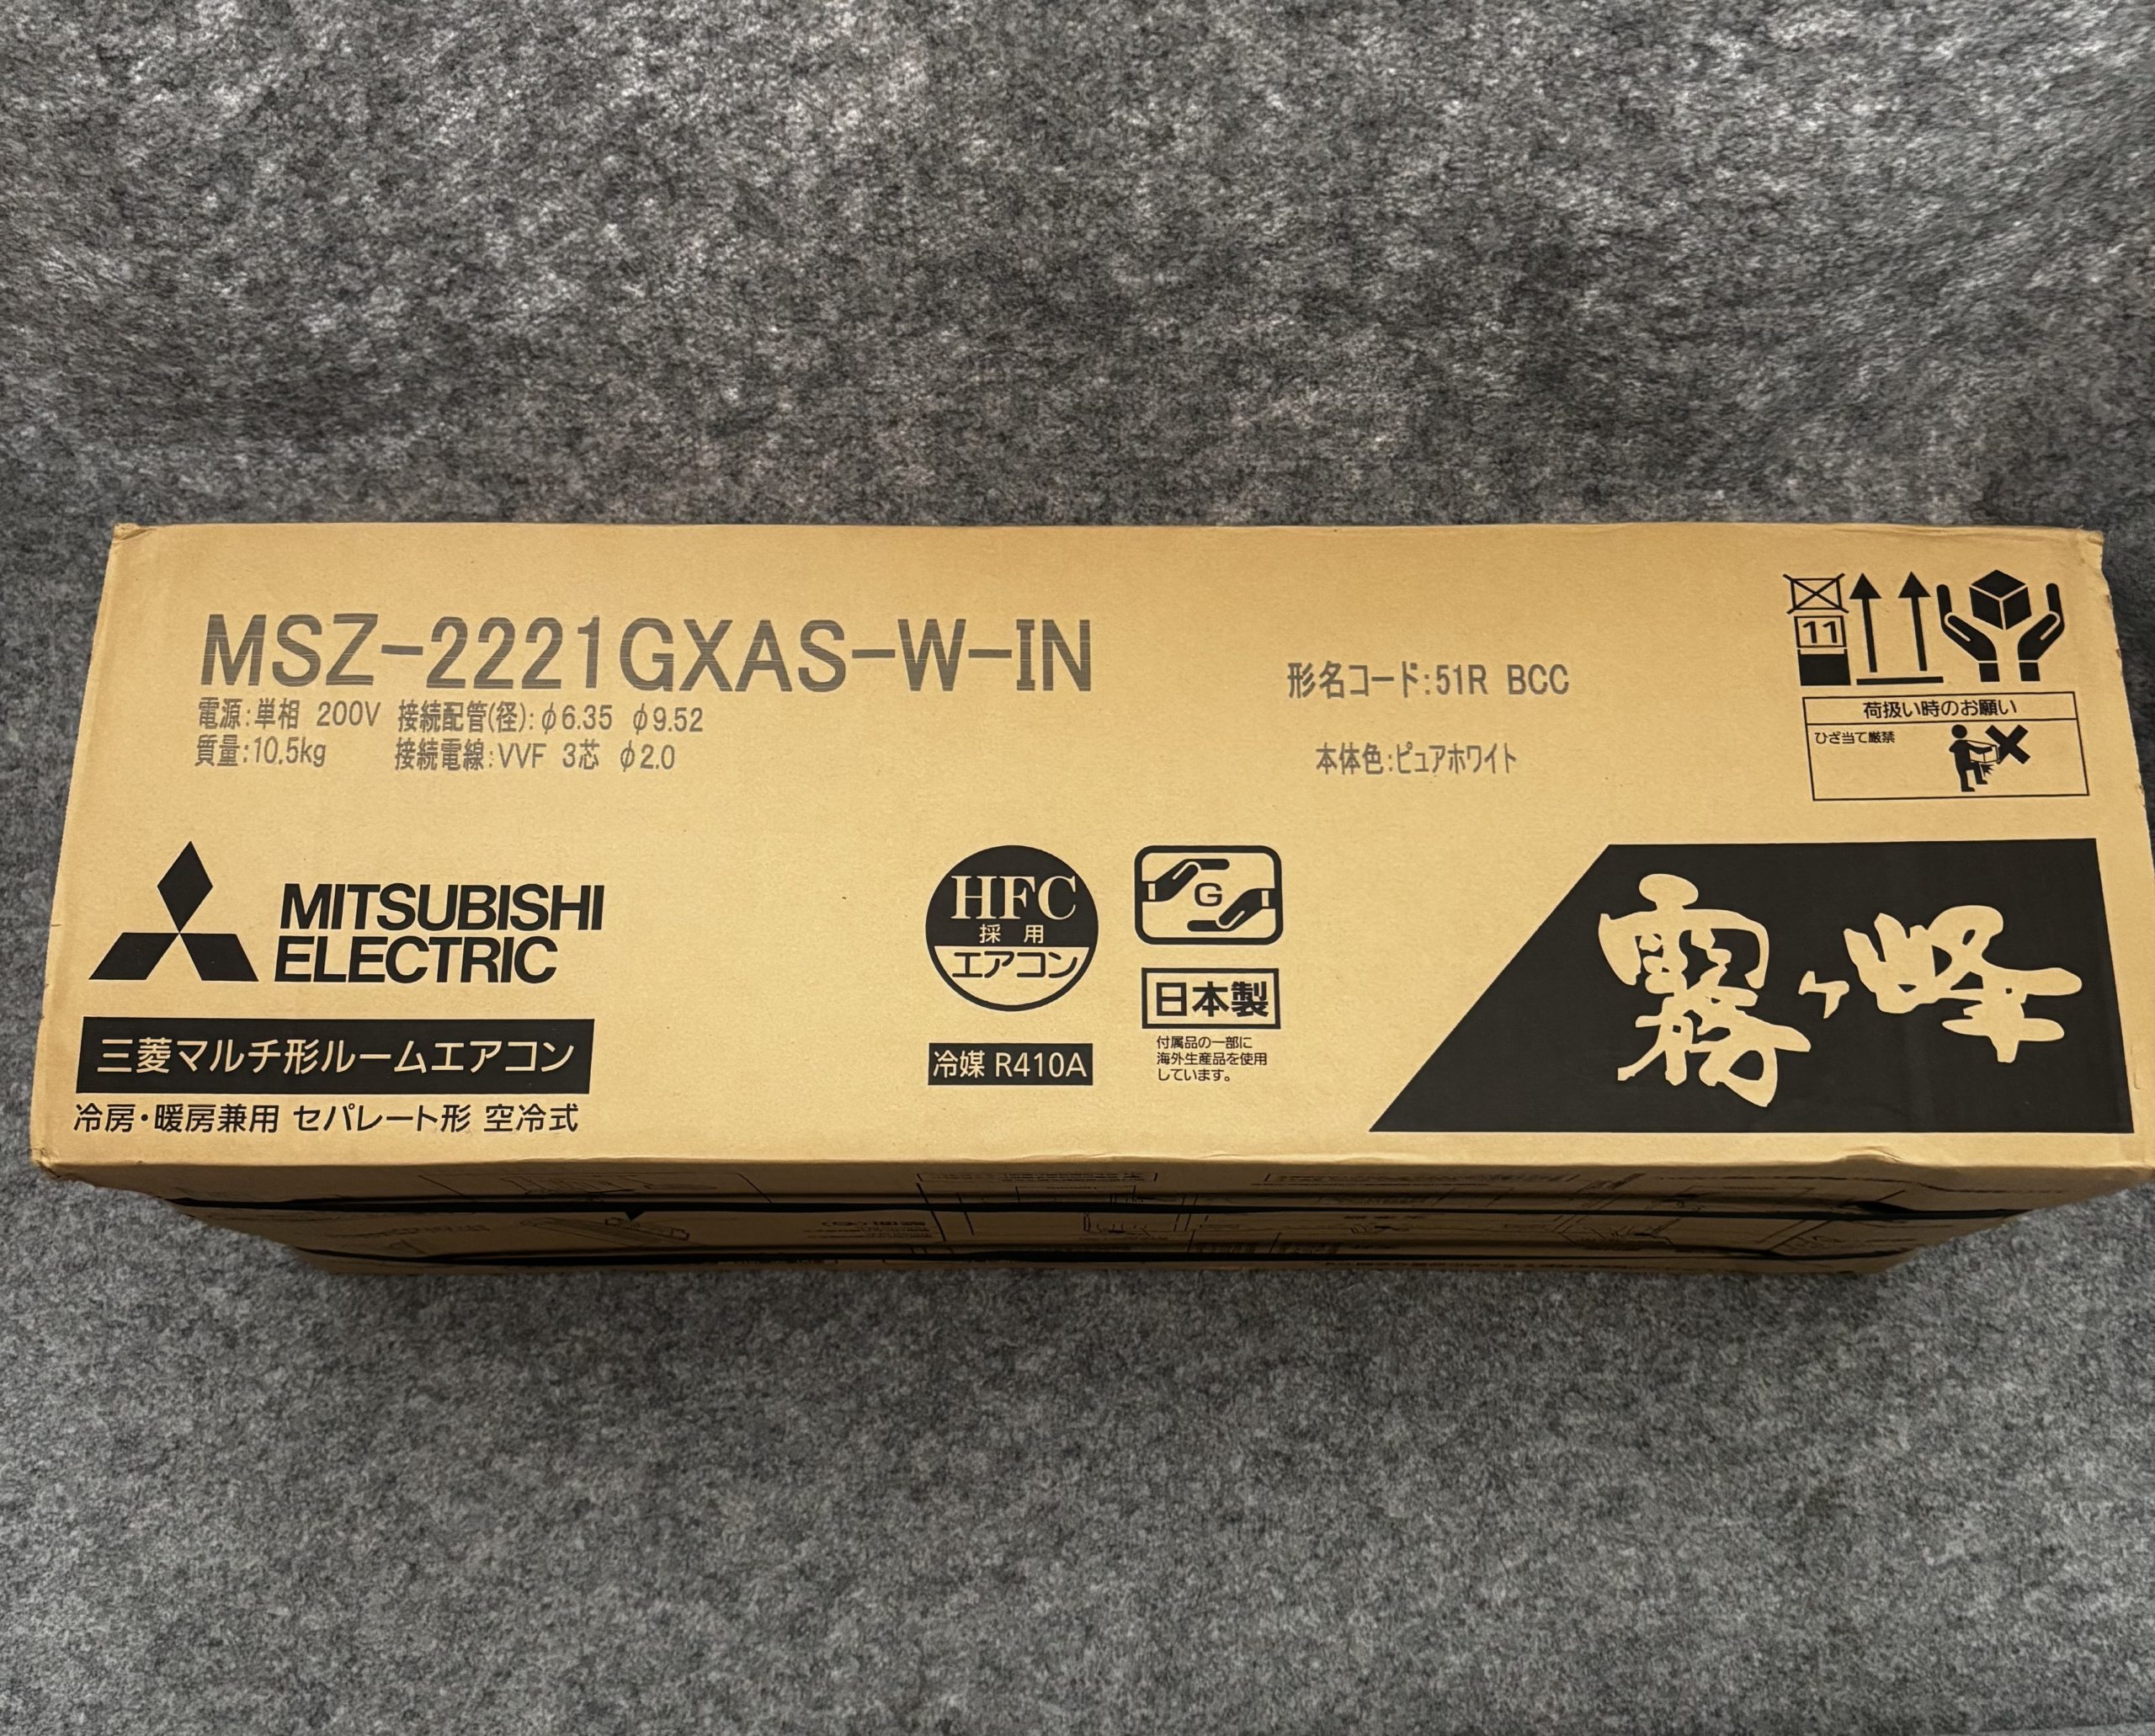 MSZ-2221GXAS-W-IN
電源:単相 200V 接続配管(径):φ6.35 φ9.52
質量:10.5kg 接続電線:VVF 3芯 φ2.0
形名コード:51R BCC
本体色:ピュアホワイト
11
荷扱い時のお願い
ひざ当て厳禁
MITSUBISHI
ELECTRIC
三菱マルチ形ルームエアコン
冷房・暖房兼用 セパレート形 空冷式
HFC
採用
エアコン
冷媒 R410A
G
日本製
付属品の一部に
海外生産品を使用
しています。
霧ヶ峰